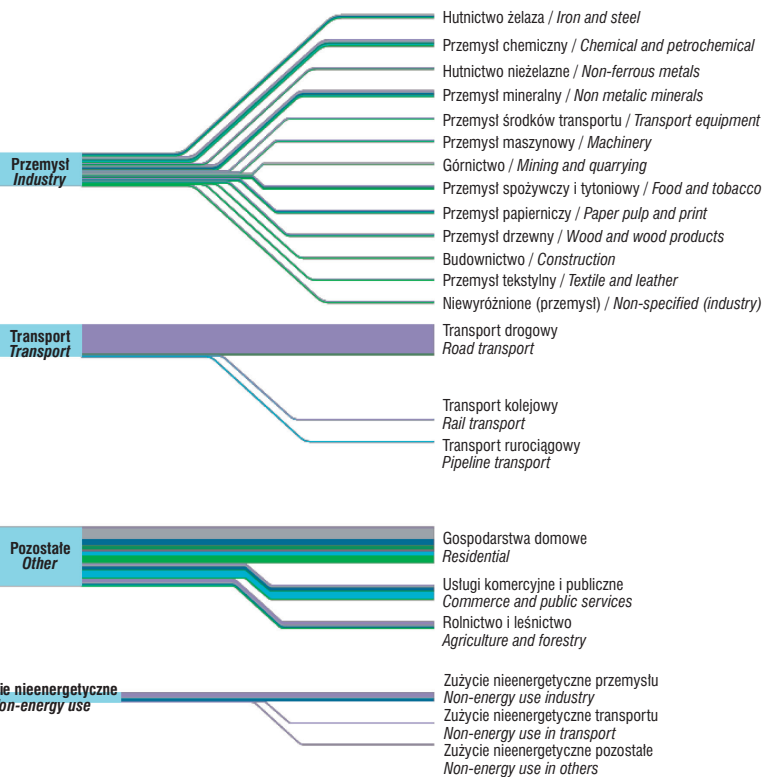 Hutnictwo żelaza / Iron and steel
Przemysł chemiczny / Chemical and petrochemical
Hutnictwo nieżelazne / Non-ferrous metals
Przemysł mineralny / Non metalic minerals
Przemysł środków transportu / Transport equipment
Przemysł maszynowy / Machinery
Górnictwo / Mining and quarrying
Przemysł spożywczy i tytoniowy / Food and tobacco
Przemysł papierniczy / Paper pulp and print
Przemysł drzewny / Wood and wood products
Budownictwo / Construction
Przemysł tekstylny / Textile and leather
Niewyróżnione (przemysł) / Non-specified (industry)
Przemysł
Industry
Transport
Transport
Transport drogowy
Road transport
Transport kolejowy
Rail transport
Transport rurociągowy
Pipeline transport
Pozostałe
Other
Gospodarstwa domowe
Residential
Usługi komercyjne i publiczne
Commerce and public services
Rolnictwo i leśnictwo
Agriculture and forestry
ie nieenergetyczne
on-energy use
Zużycie nieenergetyczne przemysłu
Non-energy use industry
Zużycie nieenergetyczne transportu
Non-energy use in transport
Zużycie nieenergetyczne pozostałe
Non-energy use in others